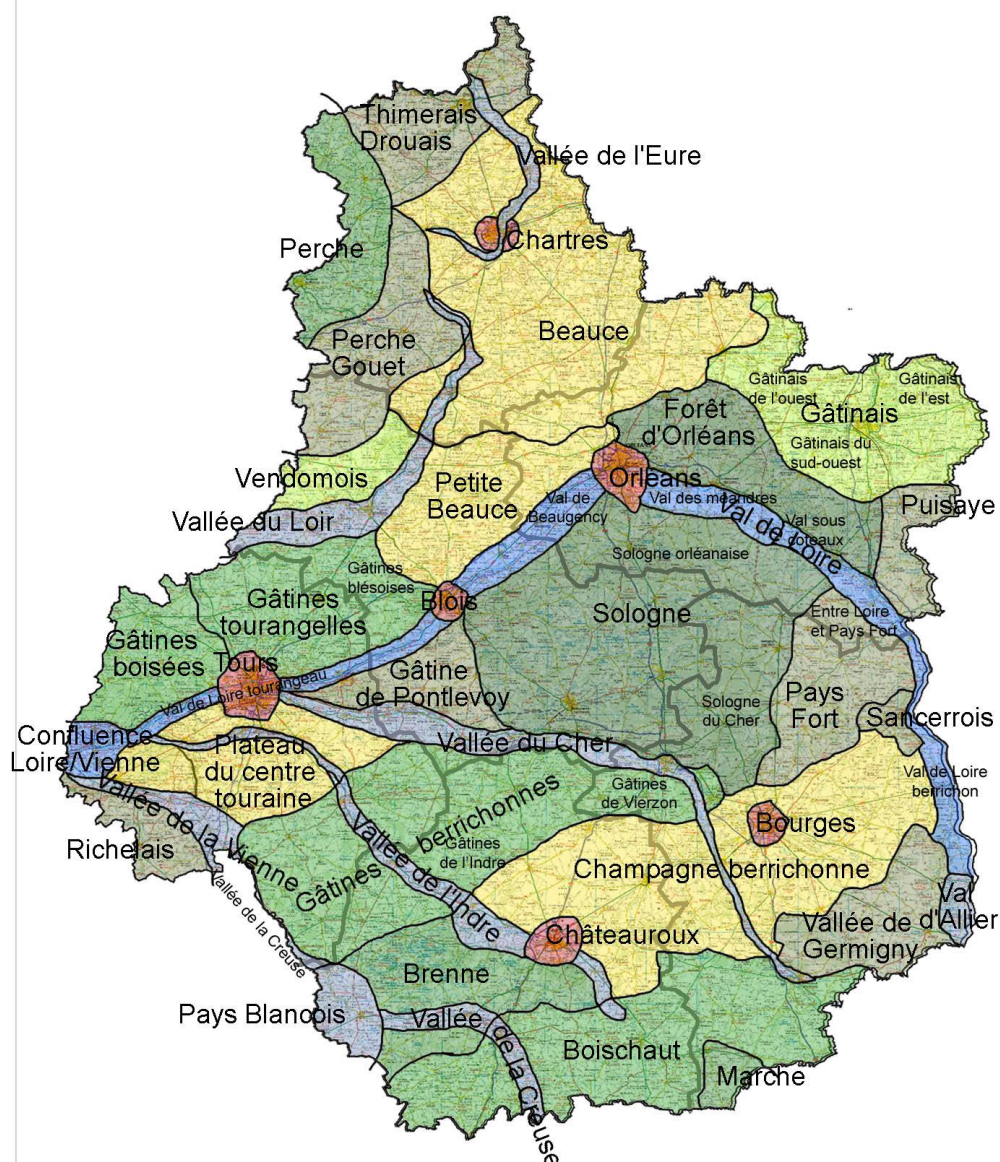 Thimerais
Drouais
Vallée de l'Eure
Chartres
Perche
Beauce
Perche
Gouet
Gâtinais
de l'ouest
Gâtinais
de l'est
Gâtinais
Gâtinais du
sud-ouest
Forêt
d'Orléans
Vendomois
Petite
Beauce
Orléans
Val de
Beaugency
Val des méandres
Val de Loire
Val sous
coteaux
Puisaye
Vallée du Loir
Sologne orléanaise
Gâtines
blésoises
Gâtines
tourangelles
Blois
Sologne
Entre Loire
et Pays Fort
Gâtines
boisées
Tours
Val de Loire tourangeau
Gâtine
de Pontlevoy
Sologne
du Cher
Pays
Fort
Sancerrois
Confluence
Loire/Vienne
Plateau
du centre
touraine
Vallée du Cher
Val de Loire
berrichon
Gâtines
de Vierzon
Vallée de la Vienne
Richelais
Gâtines berrichonnes
Gâtines
de l'Indre
Vallée de l'Indre
Bourges
Champagne berrichonne
Vallée de la Creuse
Châteauroux
Vallée de
Germigny
Val
d'Allier
Brenne
Pays Blancois
Vallée de la Creuse
Boischaut
Marche